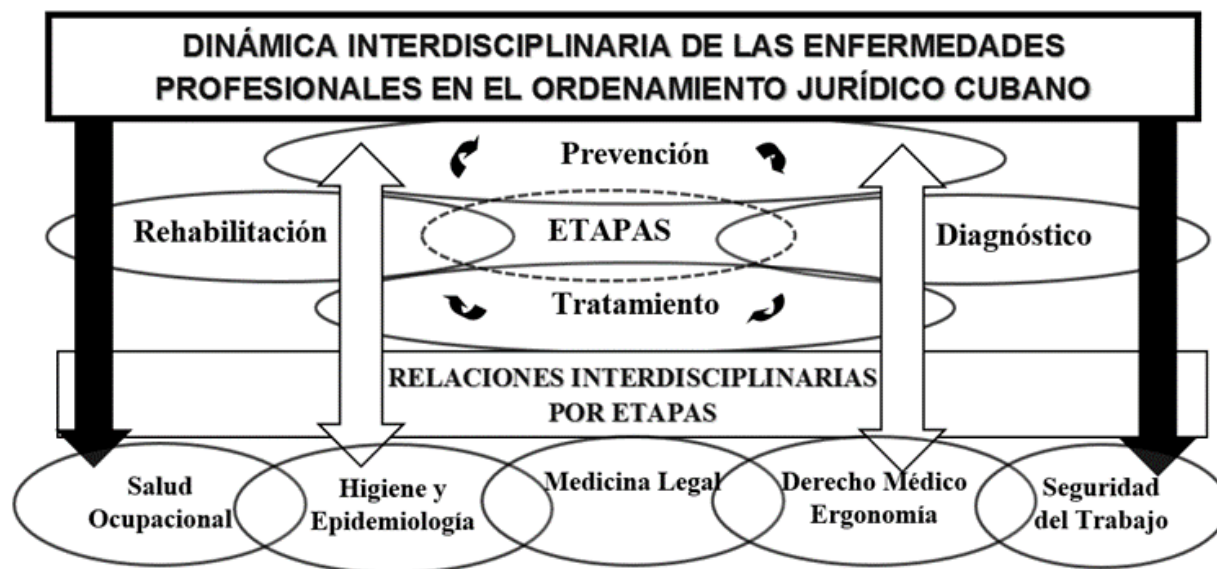 DINÁMICA INTERDISCIPLINARIA DE LAS ENFERMEDADES
PROFESIONALES EN EL ORDENAMIENTO JURÍDICO CUBANO
Prevención
Rehabilitación
ETAPAS
Diagnóstico
Tratamiento
RELACIONES INTERDISCIPLINARIAS
POR ETAPAS
Salud
Ocupacional
Higiene y
Epidemiología
Medicina Legal
Derecho Médico
Ergonomía
Seguridad
del Trabajo